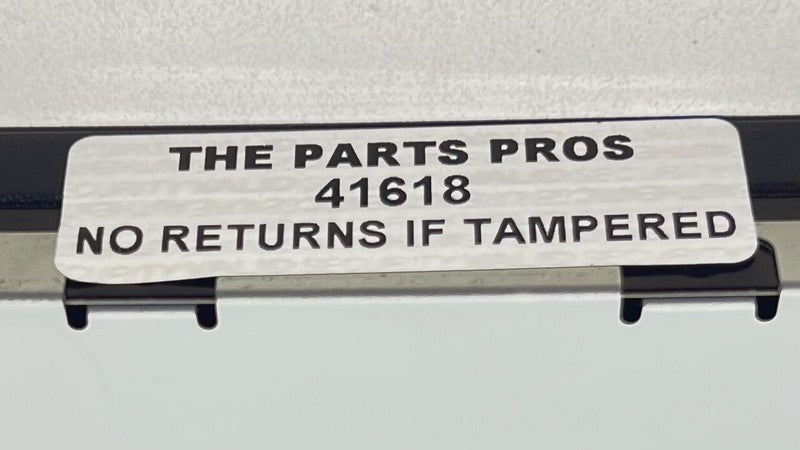 THE PARTS PROS
41618
NO RETURNS IF TAMPERED